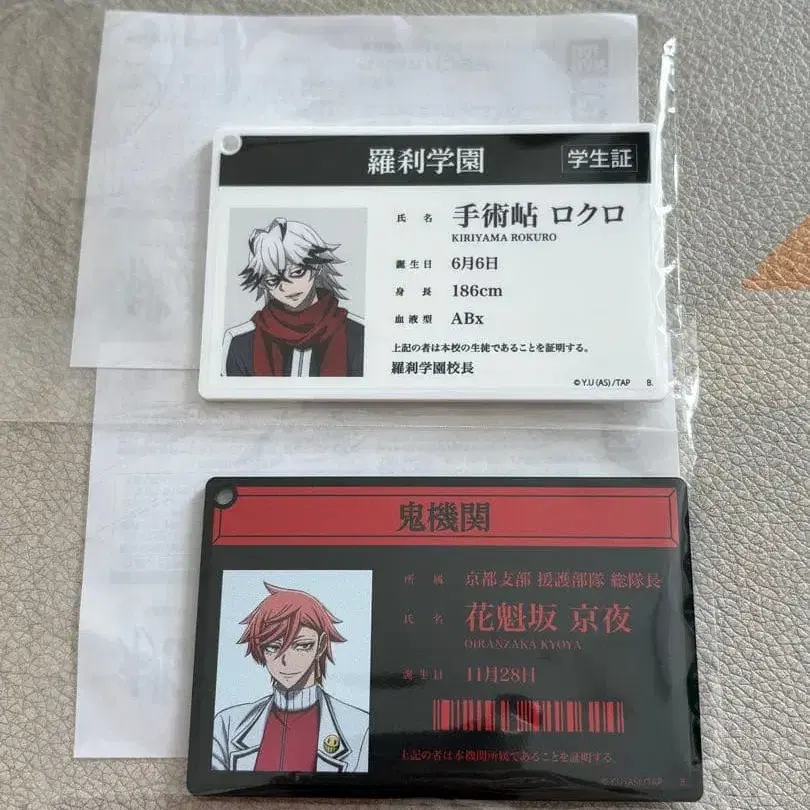 羅刹学園 学生証
氏名 手術岾 ロクロ
KIRIYAMA ROKURO
誕生日 6月6日
身長 186cm
血液型 ABx
上記の者は本校の生徒であることを証明する。
羅刹学園校長
© Y.U (AS) /TAP B.
鬼機関
所属 京都支部 援護部隊 総隊長
氏名 花魁坂 京夜
OIRANZAKA KYOYA
誕生日 11月28日
上記の者は本機関所属であることを証明する。
© Y.U (AS) /TAP B.